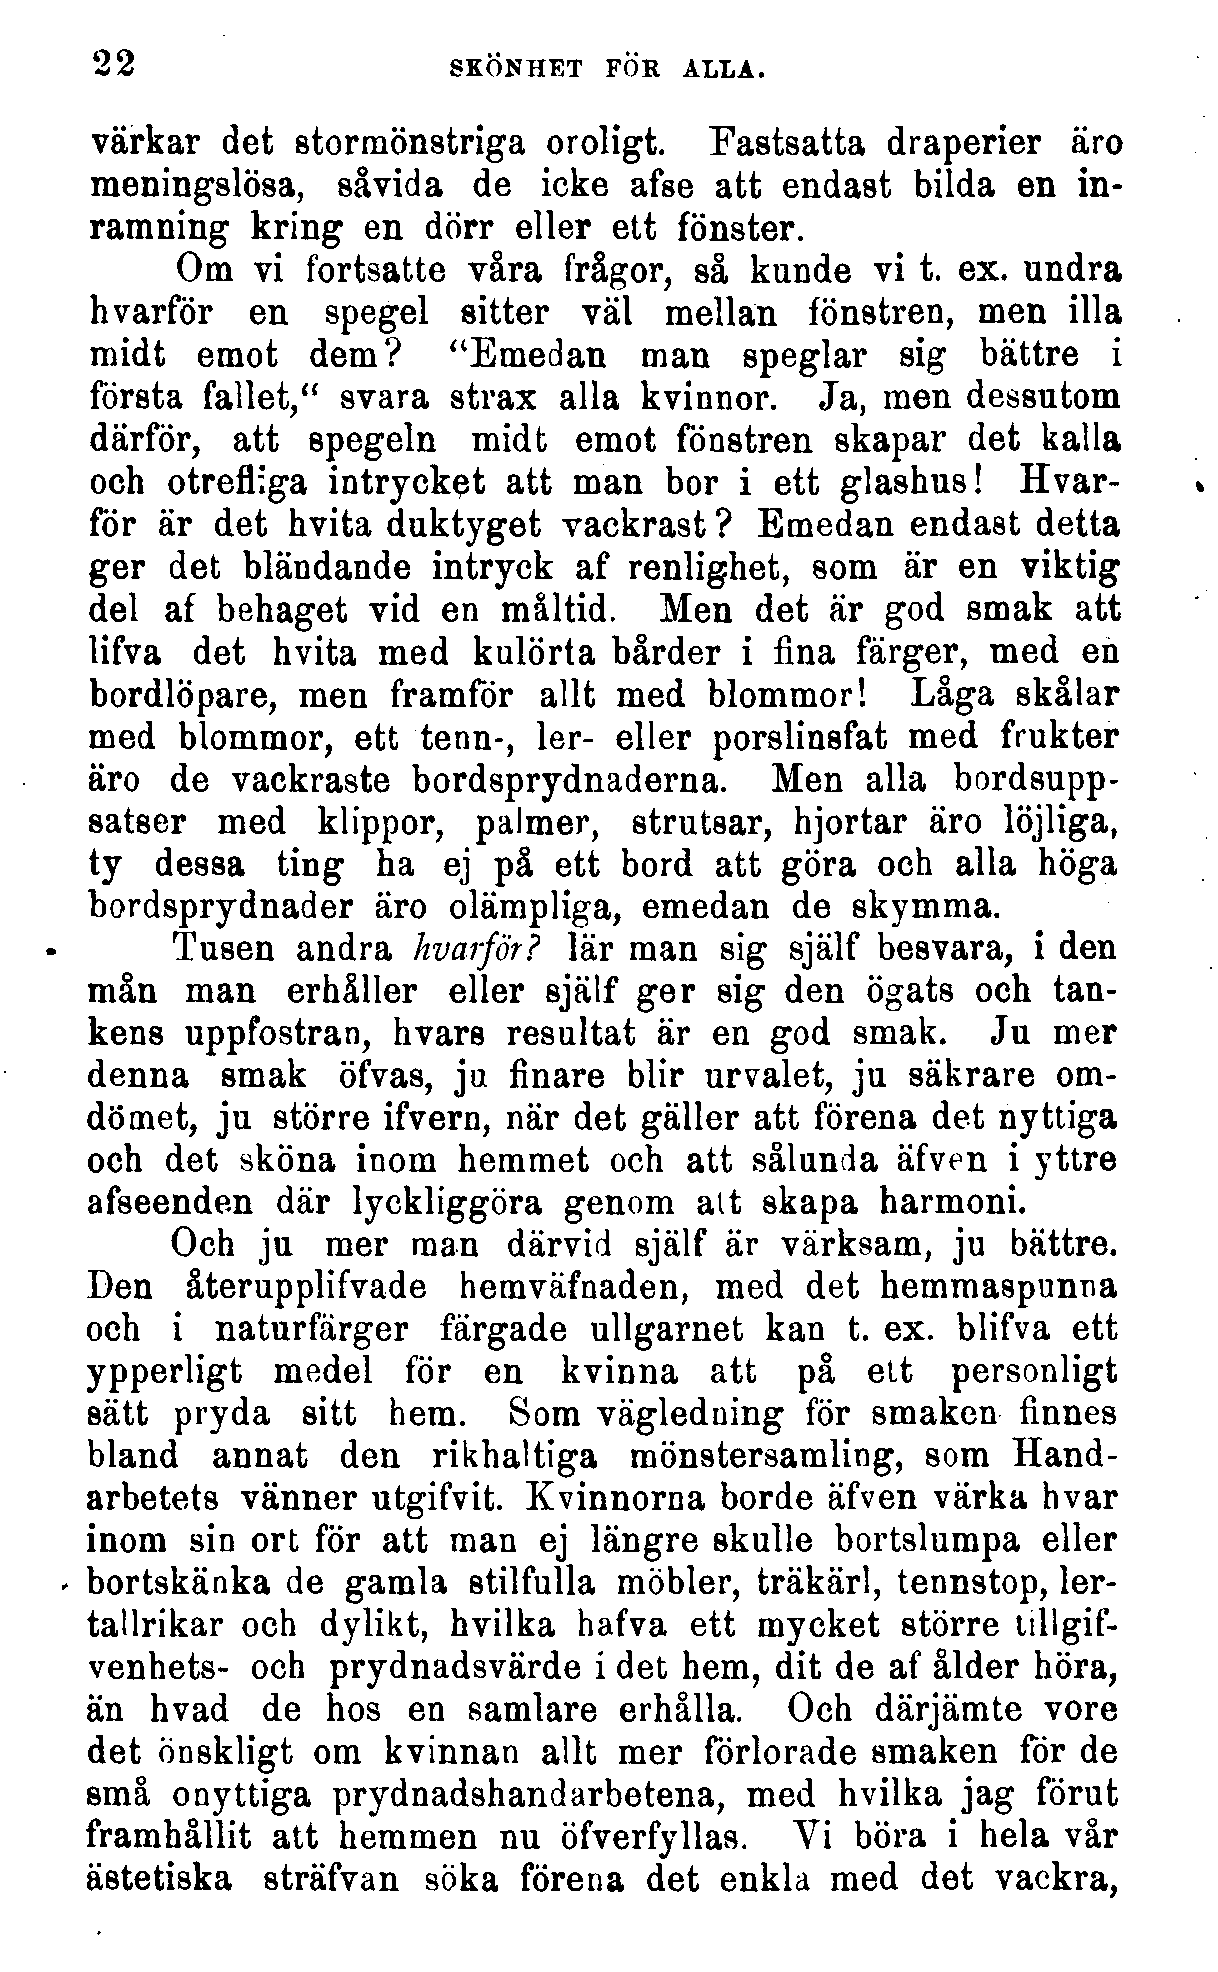 22 SKÖNHET FÖR ALLA.
värkar det stormönstriga oroligt. Fastsatta draperier äro
meningslösa, såvida de icke afse att endast bilda en in-
ramning kring en dörr eller ett fönster.
Om vi fortsatte våra frågor, så kunde vi t. ex. undra
hvarför en spegel sitter väl mellan fönstren, men illa
midt emot dem? “Emedan man speglar sig bättre i
första fallet,“ svara strax alla kvinnor. Ja, men dessutom
därför, att spegeln midt emot fönstren skapar det kalla
och otrefliga intrycket att man bor i ett glashus! Hvar-
för är det hvita duktyget vackrast? Emedan endast detta
ger det bländande intryck af renlighet, som är en viktig
del af behaget vid en måltid. Men det är god smak att
lifva det hvita med kulörta bårder i fina färger, med en
bordlöpare, men framför allt med blommor! Låga skålar
med blommor, ett tenn-, ler- eller porslinsfat med frukter
äro de vackraste bordsprydnaderna. Men alla bordsupp-
satser med klippor, palmer, strutsar, hjortar äro löjliga,
ty dessa ting ha ej på ett bord att göra och alla höga
bordsprydnader äro olämpliga, emedan de skymma.
Tusen andra hvarför? lär man sig själf besvara, i den
mån man erhåller eller själf ger sig den ögats och tan-
kens uppfostran, hvars resultat är en god smak. Ju mer
denna smak öfvas, ju finare blir urvalet, ju säkrare om-
dömet, ju större ifvern, när det gäller att förena det nyttiga
och det sköna inom hemmet och att sålunda äfven i yttre
afseenden där lyckliggöra genom att skapa harmoni.
Och ju mer man därvid själf är värksam, ju bättre.
Den återupplifvade hemväfnaden, med det hemmaspunna
och i naturfärger färgade ullgarnet kan t. ex. blifva ett
ypperligt medel för en kvinna att på ett personligt
sätt pryda sitt hem. Som vägledning för smaken finnes
bland annat den rikhaltiga mönstersamling, som Hand-
arbetets vänner utgifvit. Kvinnorna borde äfven värka hvar
inom sin ort för att man ej längre skulle bortslumpa eller
bortskänka de gamla stilfulla möbler, träkärl, tennstop, ler-
tallrikar och dylikt, hvilka hafva ett mycket större tillgif-
venhets- och prydnadsvärde i det hem, dit de af ålder höra,
än hvad de hos en samlare erhålla. Och därjämte vore
det önskligt om kvinnan allt mer förlorade smaken för de
små onyttiga prydnadshandarbetena, med hvilka jag förut
framhållit att hemmen nu öfverfyllas. Vi böra i hela vår
ästetiska sträfvan söka förena det enkla med det vackra,